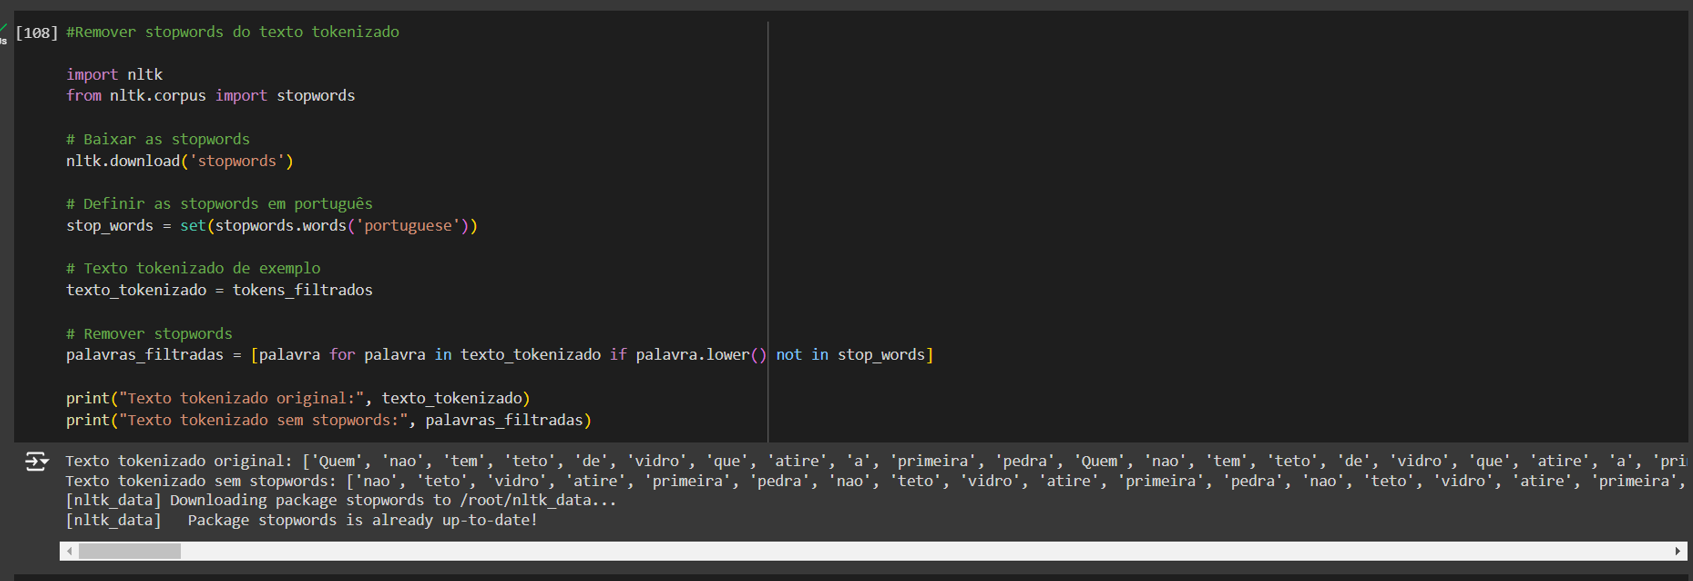 [108] #Remover stopwords do texto tokenizado
import nltk
from nltk.corpus import stopwords
# Baixar as stopwords
nltk.download('stopwords')
# Definir as stopwords em português
stop_words = set(stopwords.words('portuguese'))
# Texto tokenizado de exemplo
texto_tokenizado = tokens_filtrados
# Remover stopwords
palavras_filtradas = [palavra for palavra in texto_tokenizado if palavra.lower() not in stop_words]
print("Texto tokenizado original:", texto_tokenizado)
print("Texto tokenizado sem stopwords:", palavras_filtradas)
Texto tokenizado original: ['Quem', 'nao', 'tem', 'teto', 'de', 'vidro', 'que', 'atire', 'a', 'primeira', 'pedra', 'Quem', 'nao', 'tem', 'teto', 'de', 'vidro', 'que', 'atire', 'a',
Texto tokenizado sem stopwords: ['nao', 'teto', 'vidro', 'atire', 'primeira', 'pedra', 'nao', 'teto', 'vidro', 'atire', 'primeira', 'pedra', 'nao', 'teto', 'vidro', 'atire', 'primeira',
[nltk_data] Downloading package stopwords to /root/nltk_data...
[nltk_data]   Package stopwords is already up-to-date!